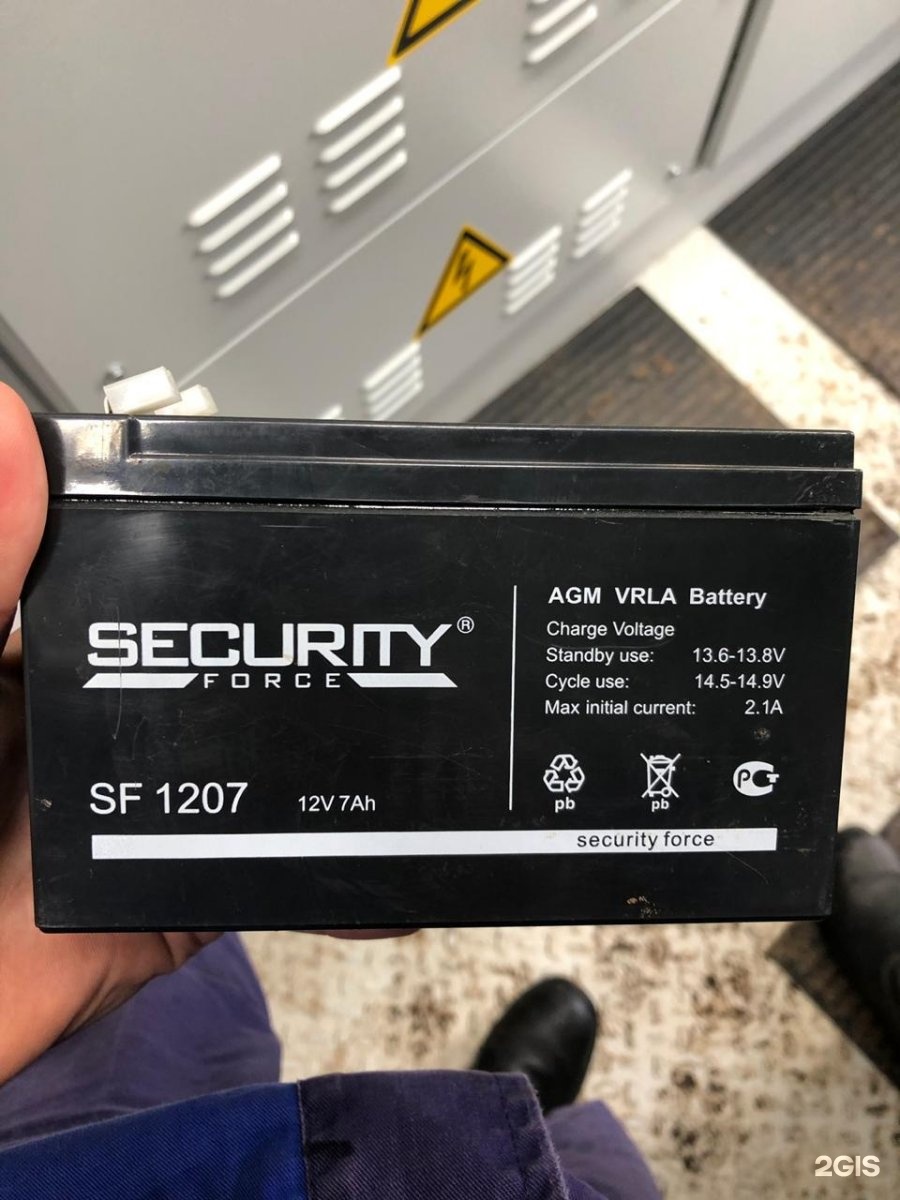 SECURITY®
FORCE
SF 1207 12V 7Ah
AGM VRLA Battery
Charge Voltage
Standby use: 13.6-13.8V
Cycle use: 14.5-14.9V
Max initial current: 2.1A
pb pb РСТ
security force
2GIS